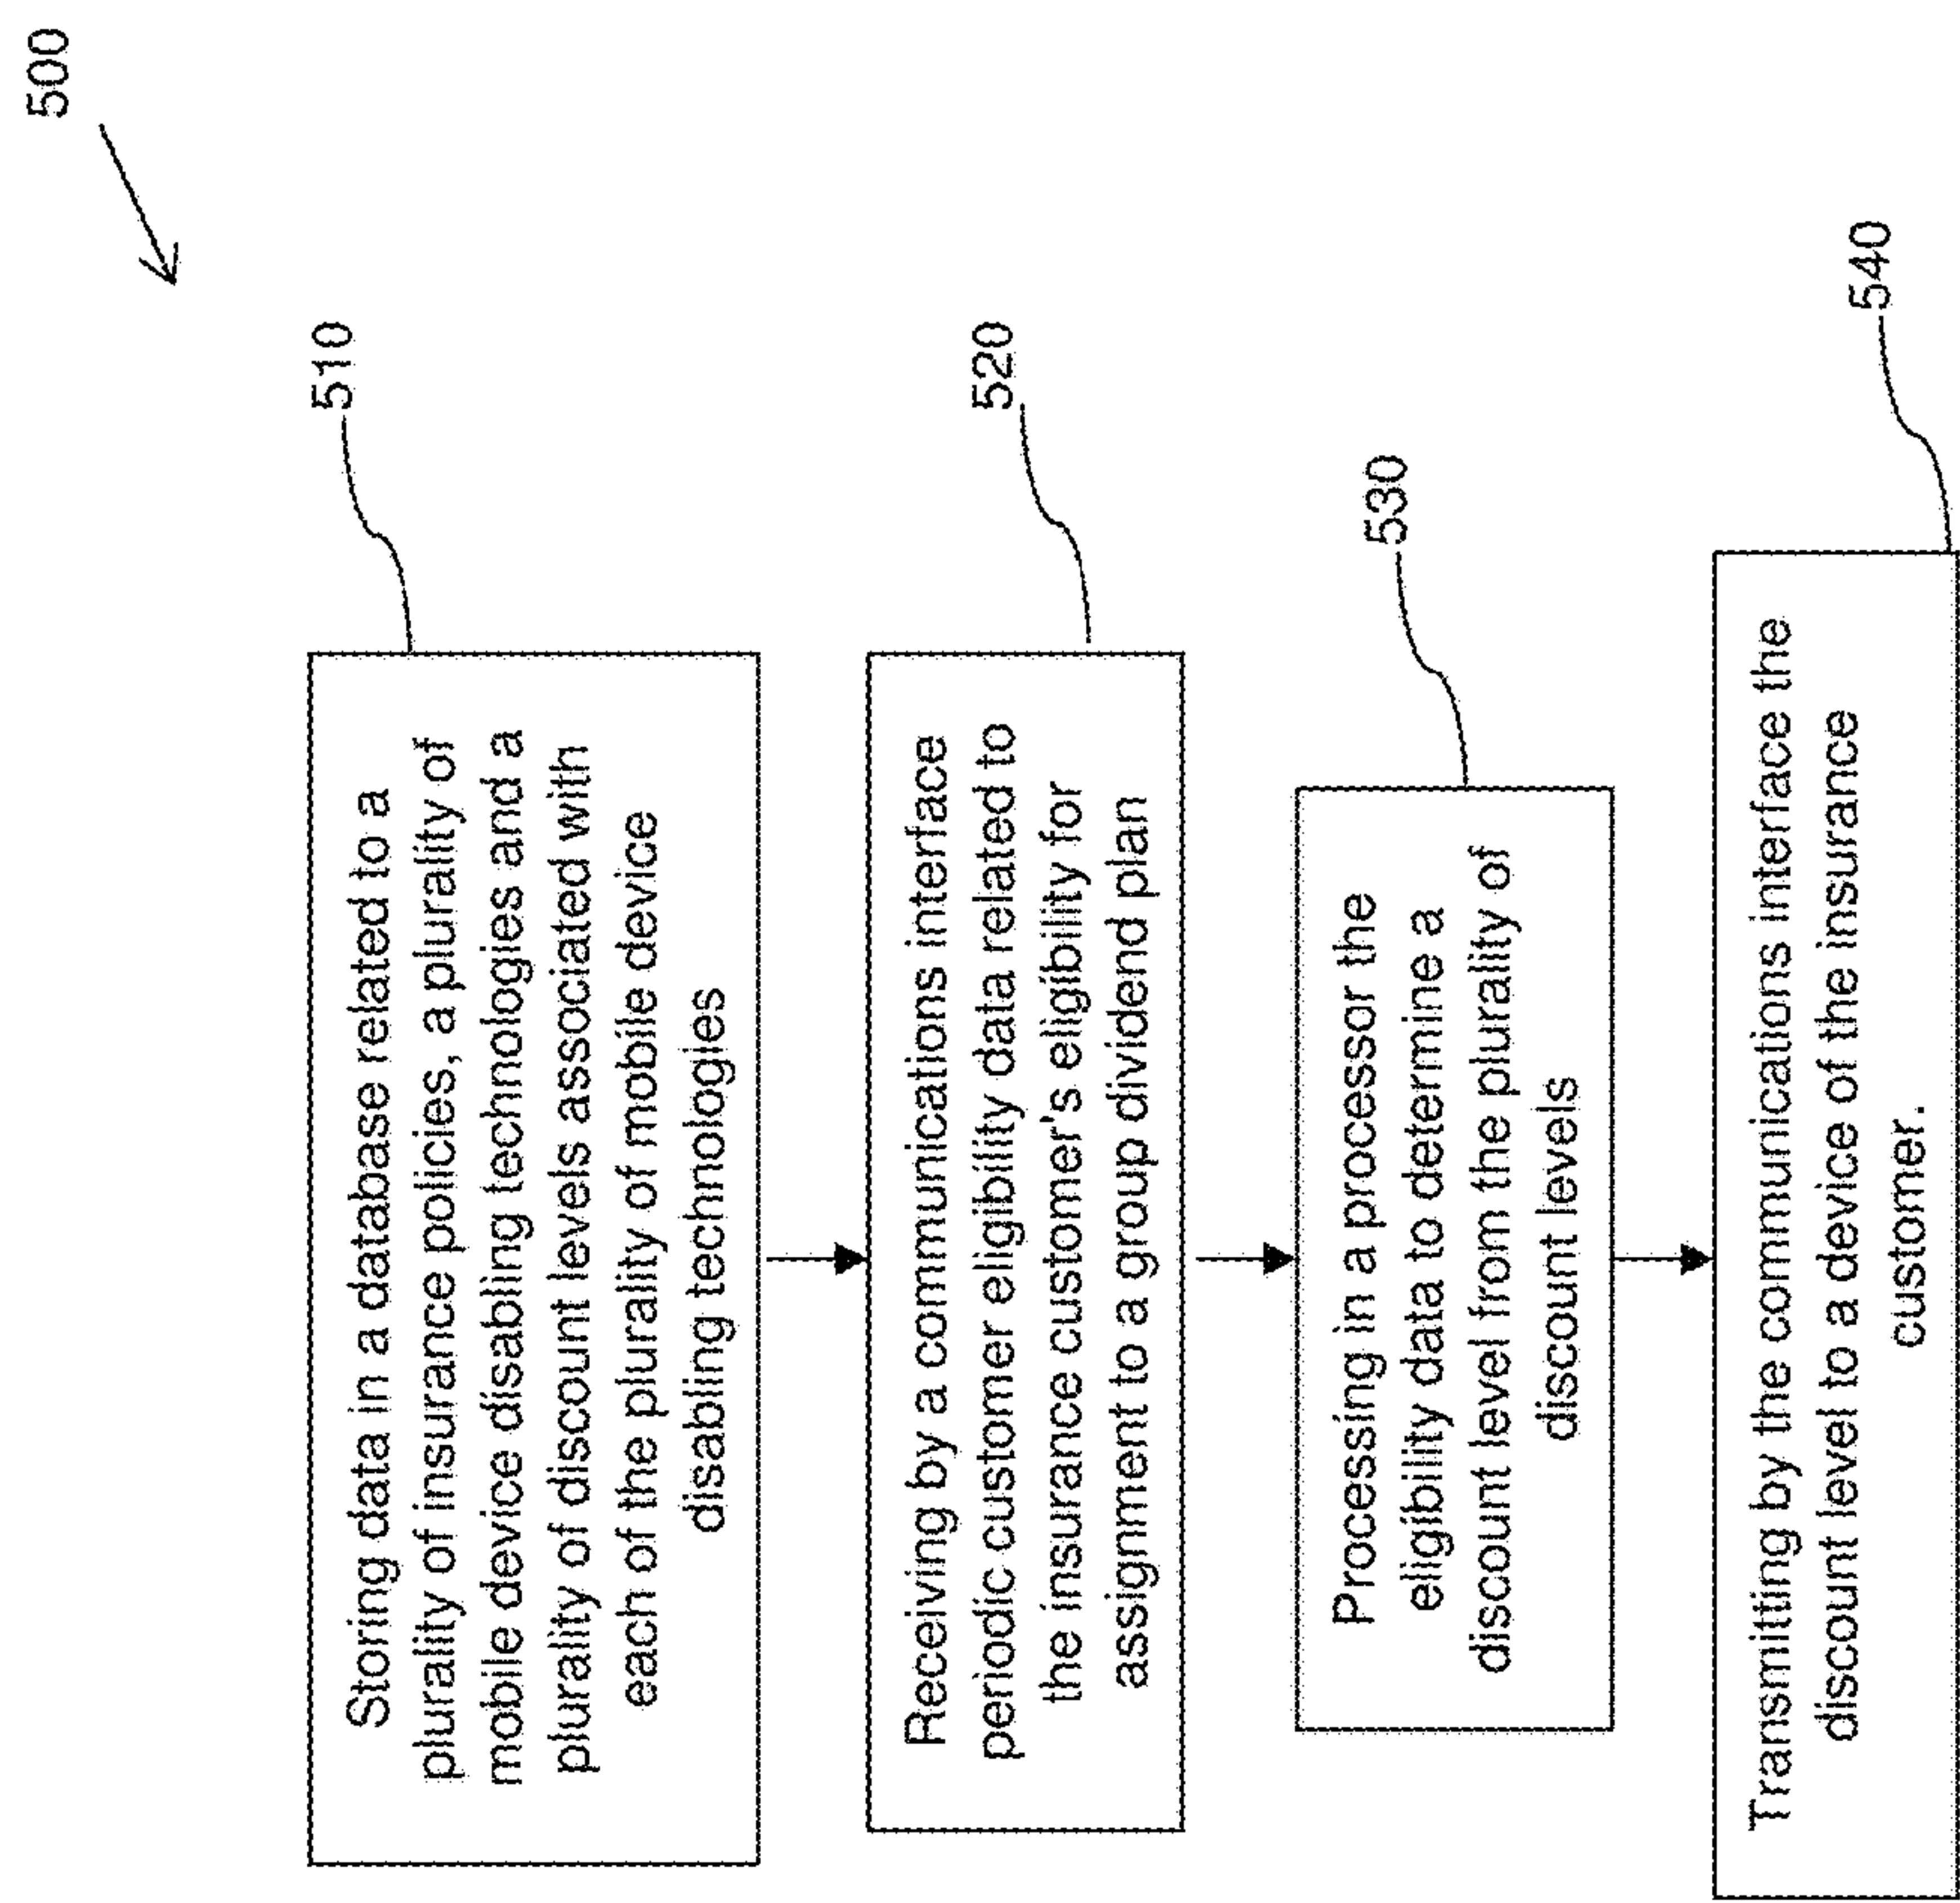 500
510
Storing data in a database related to a
plurality of insurance policies, a plurality of
mobile device disabling technologies and a
plurality of discount levels associated with
each of the plurality of mobile device
disabling technologies
520
Receiving by a communications interface
periodic customer eligibility data related to
the insurance customer's eligibility for
assignment to a group dividend plan
530
Processing in a processor the
eligibility data to determine a
discount level from the plurality of
discount levels
540
Transmitting by the communications interface the
discount level to a device of the insurance
customer.